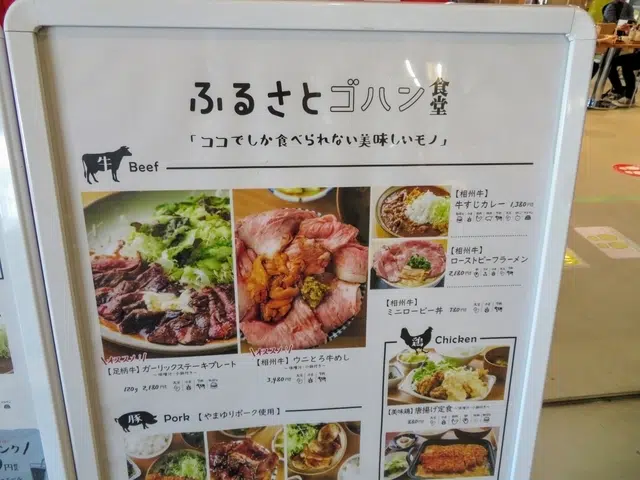 ふるさとゴハン食堂
「ココでしか食べられない美味しいモノ」
牛 Beef
【相州牛】
牛すじカレー 1,380円
【相州牛】
ローストビーフラーメン
2,180円
【相州牛】
ミニロービー丼 780円
オススメ!!
【足柄牛】ガーリックステーキプレート
120g 2,180円
オススメ!!
【相州牛】ウニとろ牛めし
3,980円
鶏 Chicken
【美味鶏】唐揚げ定食
豚 Pork 【やまゆりポーク使用】